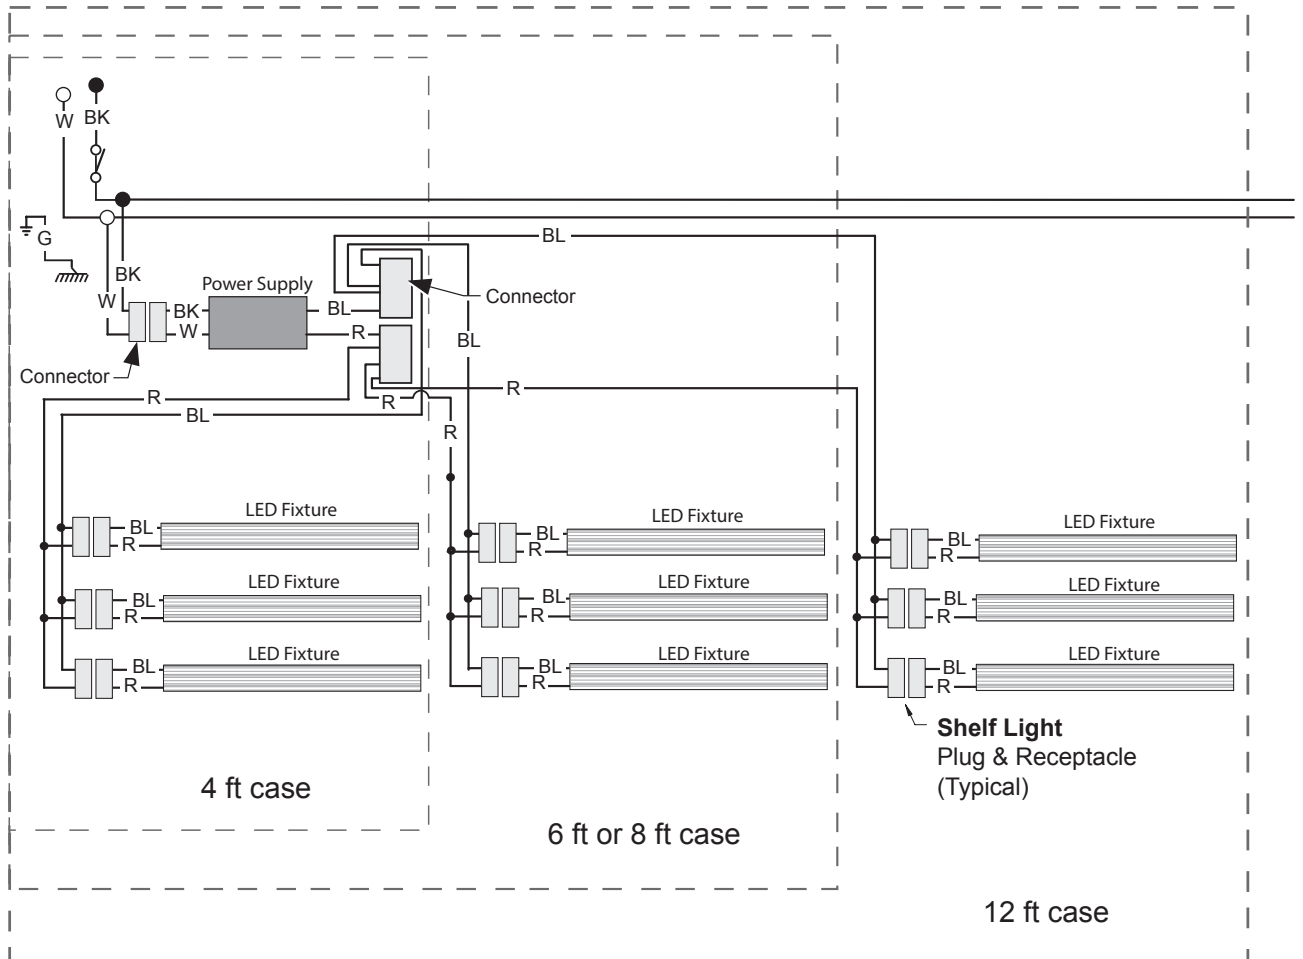 W
BK
G
BK
W
Power Supply
BK
W
BL
R
Connector
Connector
BL
BL
R
BL
R
R
R
LED Fixture
BL
R
LED Fixture
BL
R
LED Fixture
BL
R
LED Fixture
BL
R
LED Fixture
BL
R
LED Fixture
BL
R
LED Fixture
BL
R
LED Fixture
BL
R
LED Fixture
BL
R
Shelf Light
Plug & Receptacle
(Typical)
4 ft case
6 ft or 8 ft case
12 ft case